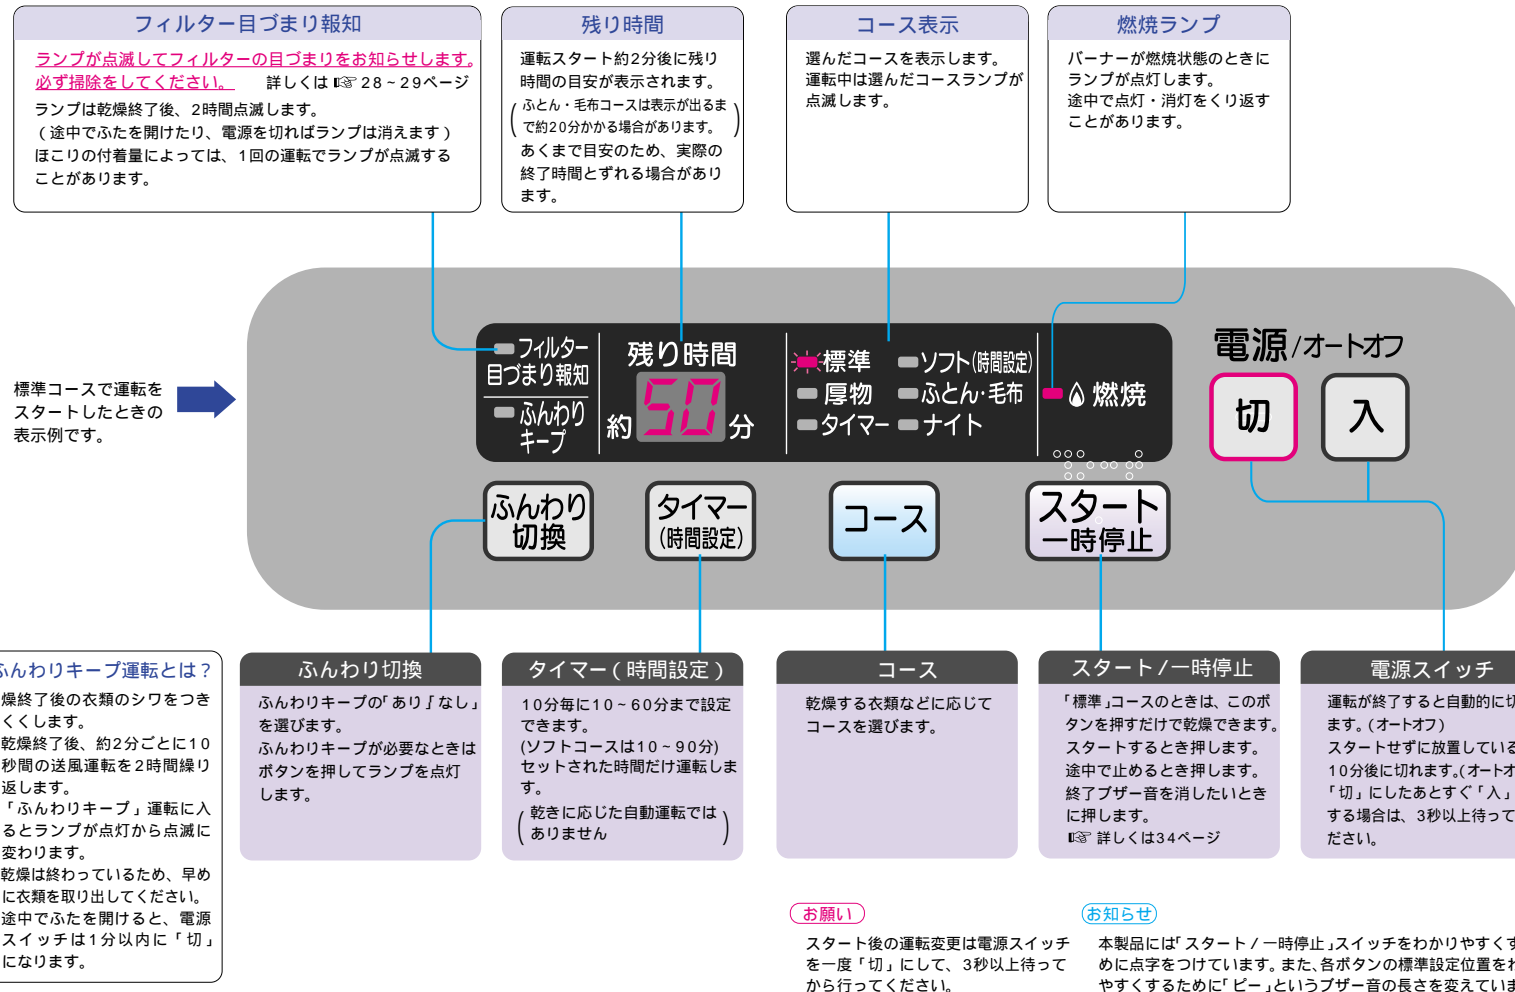 フィルター目づまり報知
ランプが点滅してフィルターの目づまりをお知らせします。
必ず掃除をしてください。 詳しくは ☞ 28~29ページ
ランプは乾燥終了後、2時間点滅します。
(途中でふたを開けたり、電源を切ればランプは消えます)
ほこりの付着量によっては、1回の運転でランプが点滅する
ことがあります。
残り時間
運転スタート約2分後に残り
時間の目安が表示されます。
(ふとん・毛布コースは表示が出るま
で約20分かかる場合があります。)
あくまで目安のため、実際の
終了時間とずれる場合があり
ます。
コース表示
選んだコースを表示します。
運転中は選んだコースランプが
点滅します。
燃焼ランプ
バーナーが燃焼状態のときに
ランプが点灯します。
途中で点灯・消灯をくり返す
ことがあります。
標準コースで運転を
スタートしたときの
表示例です。
フィルター
目づまり報知
ふんわり
キープ
残り時間
約50分
標準 ソフト(時間設定)
厚物 ふとん・毛布
タイマー ナイト
燃焼
電源/オートオフ
切 入
ふんわり
切換
タイマー
(時間設定)
コース
スタート
一時停止
ふんわりキープ運転とは?
燥終了後の衣類のシワをつき
くくします。
乾燥終了後、約2分ごとに10
秒間の送風運転を2時間繰り
返します。
「ふんわりキープ」運転に入
るとランプが点灯から点滅に
変わります。
乾燥は終わっているため、早め
に衣類を取り出してください。
途中でふたを開けると、電源
スイッチは1分以内に「切」
になります。
ふんわり切換
ふんわりキープの「あり」「なし」
を選びます。
ふんわりキープが必要なときは
ボタンを押してランプを点灯
します。
タイマー(時間設定)
10分毎に10~60分まで設定
できます。
(ソフトコースは10~90分)
セットされた時間だけ運転しま
す。
(乾きに応じた自動運転では
ありません)
コース
乾燥する衣類などに応じて
コースを選びます。
スタート/一時停止
「標準」コースのときは、このボ
タンを押すだけで乾燥できます。
スタートするとき押します。
途中で止めるとき押します。
終了ブザー音を消したいとき
に押します。
☞ 詳しくは34ページ
電源スイッチ
運転が終了すると自動的に切
ます。(オートオフ)
スタートせずに放置している
10分後に切れます。(オートオ
「切」にしたあとすぐ「入」
する場合は、3秒以上待って
ださい。
お願い
スタート後の運転変更は電源スイッチ
を一度「切」にして、3秒以上待って
から行ってください。
お知らせ
本製品には「スタート/一時停止」スイッチをわかりやすくす
めに点字をつけています。また、各ボタンの標準設定位置をわ
やすくするために「ピー」というブザー音の長さを変えていま